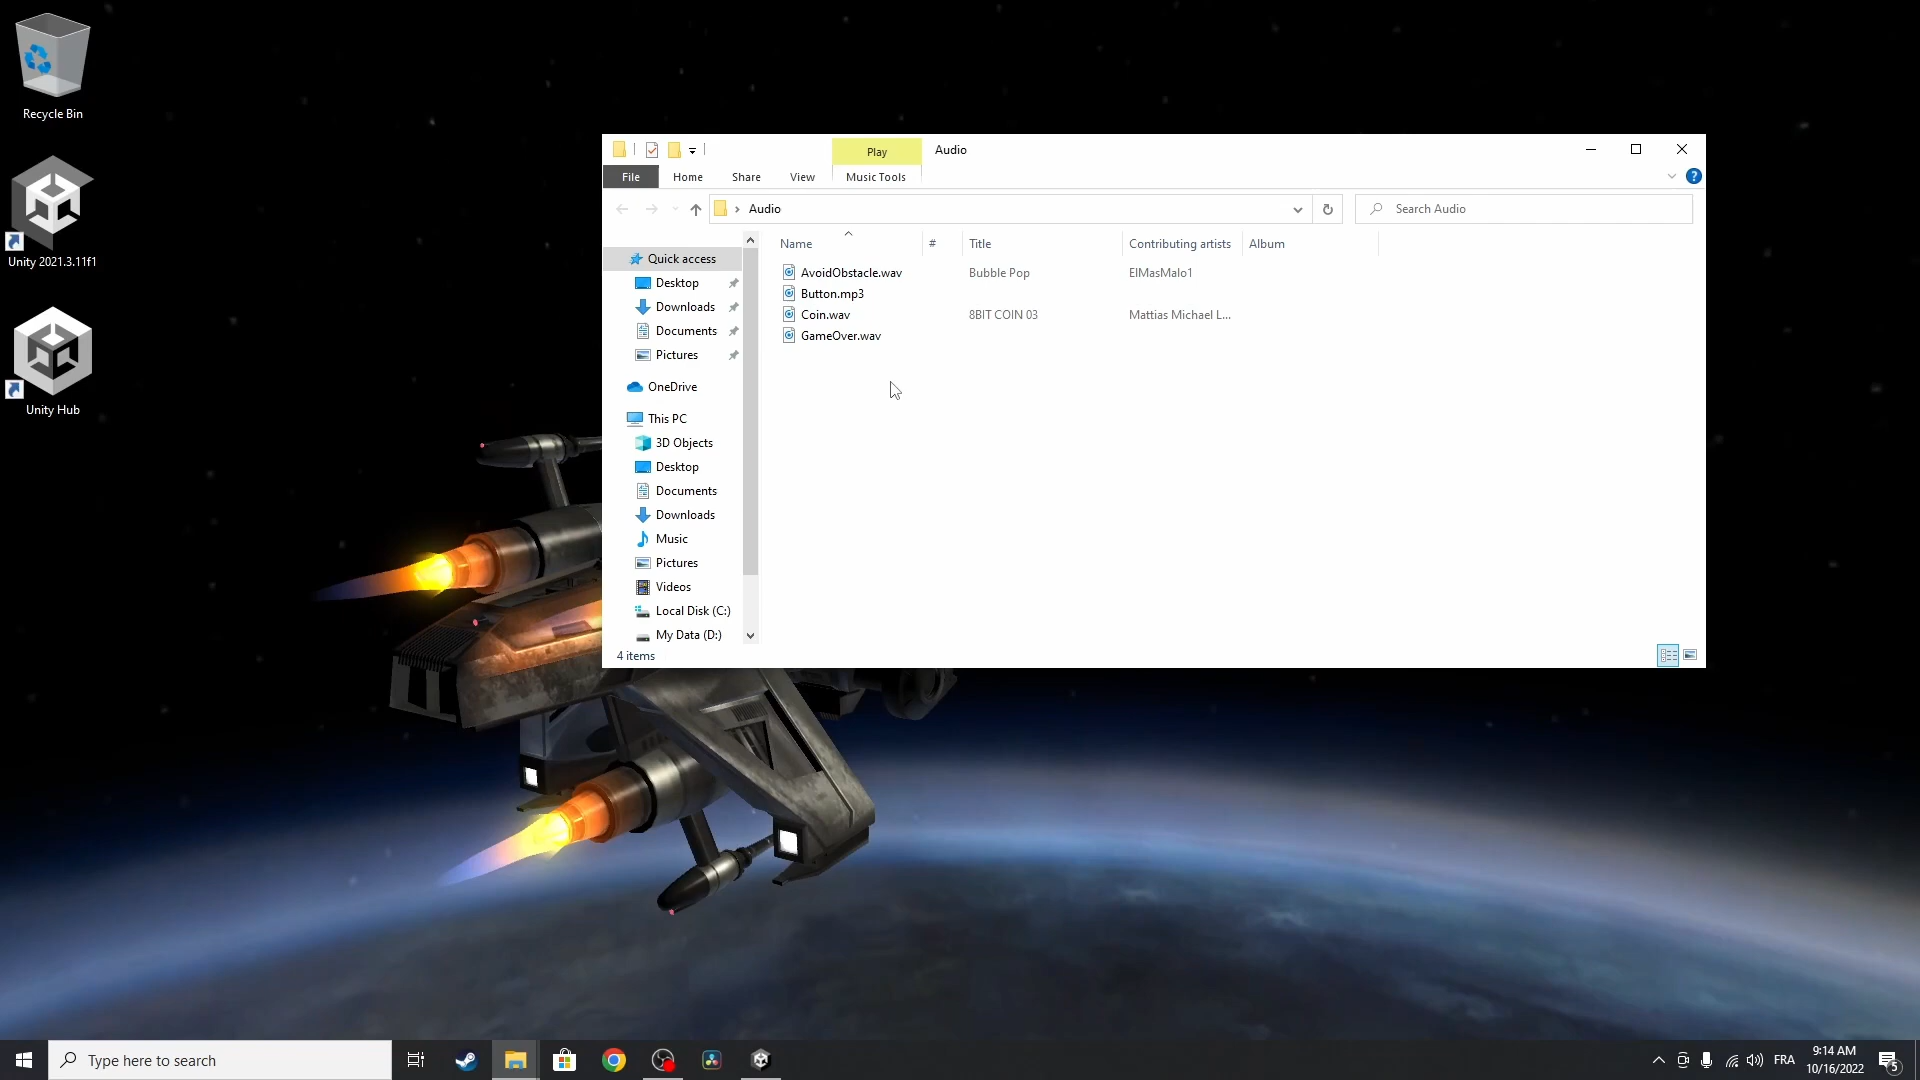 Recycle Bin
Unity 2021.3.11f1
Unity Hub
Play
Audio
File
Home
Share
View
Music Tools
?
Audio
Search Audio
Name
#
Title
Contributing artists
Album
AvoidObstacle.wav
Bubble Pop
ElMasMalo1
Button.mp3
Coin.wav
8BIT COIN 03
Mattias Michael L...
GameOver.wav
Quick access
Desktop
Downloads
Documents
Pictures
OneDrive
This PC
3D Objects
Desktop
Documents
Downloads
Music
Pictures
Videos
Local Disk (C:)
My Data (D:)
4 items
Type here to search
FRA
9:14 AM
10/16/2022
5